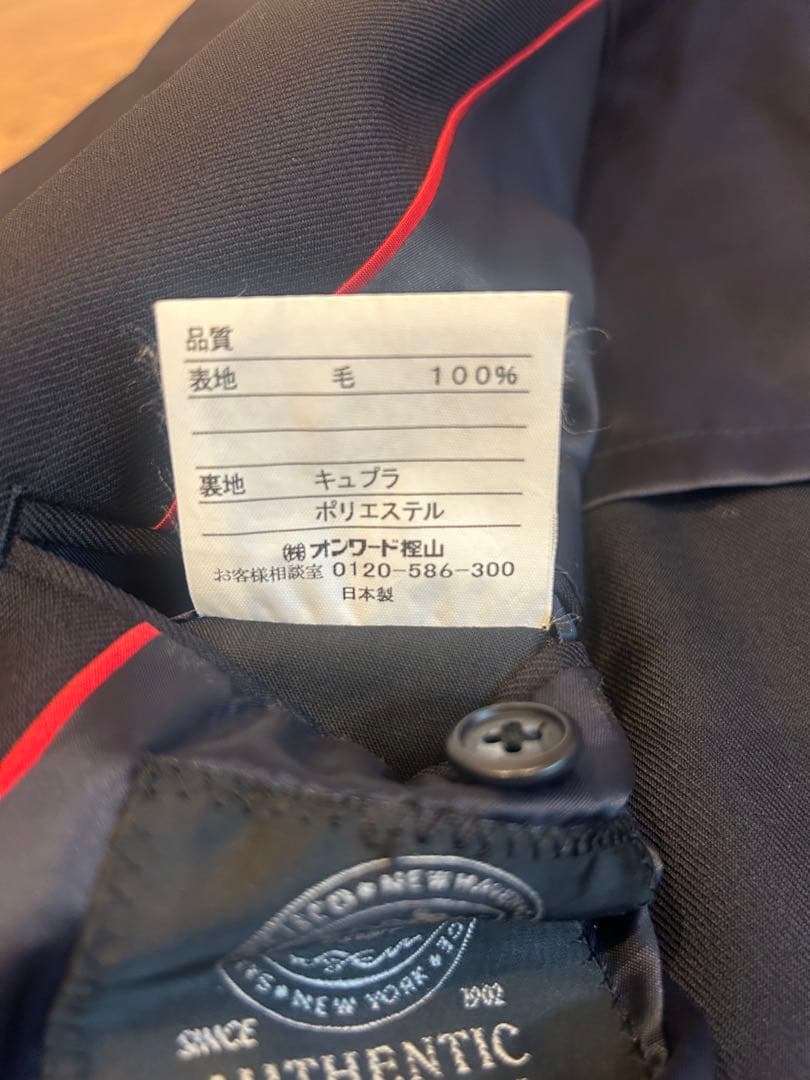 品質
表地 毛 100%
裏地 キュプラ
ポリエステル
㈱オンワード樫山
お客様相談室 0120-586-300
日本製
NEW HAVEN
NEW YORK
SINCE 1902
AUTHENTIC